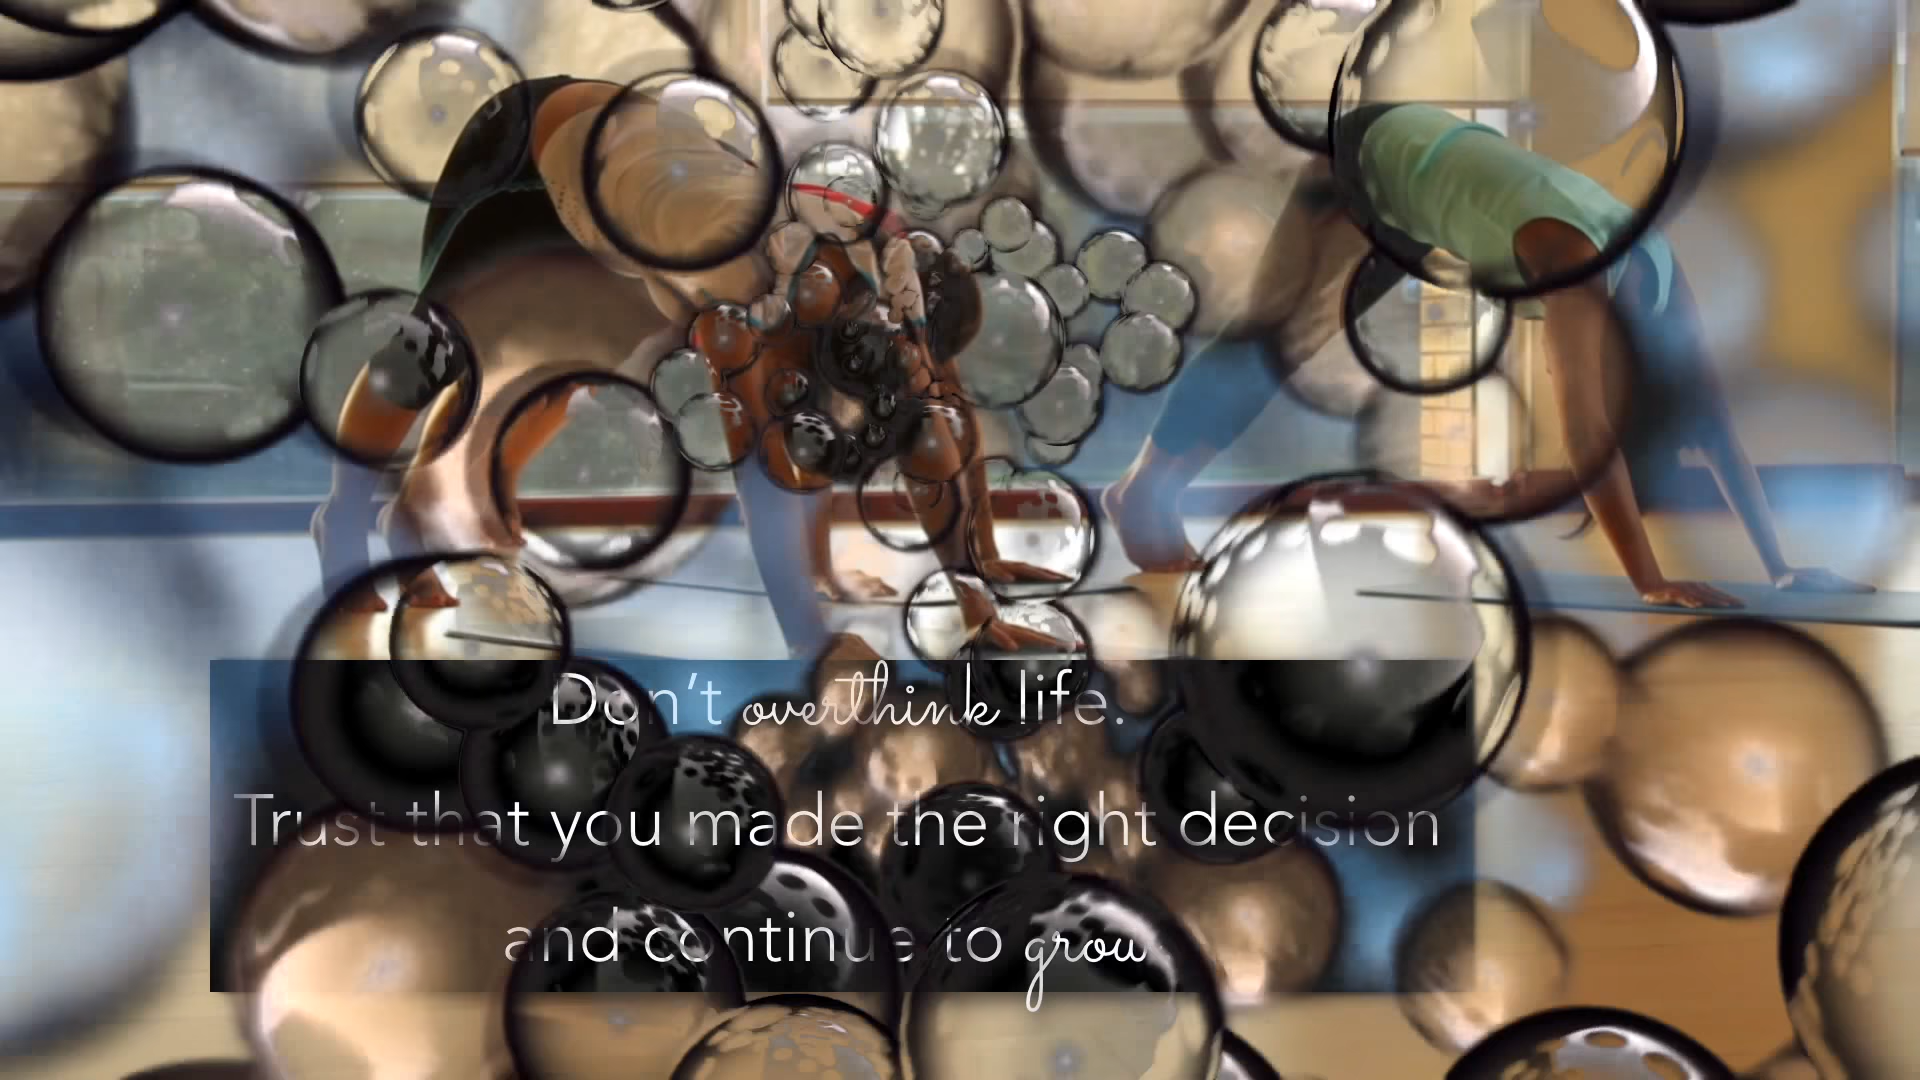 Don't overthink life.
Trust that you made the right decision
and continue to grow